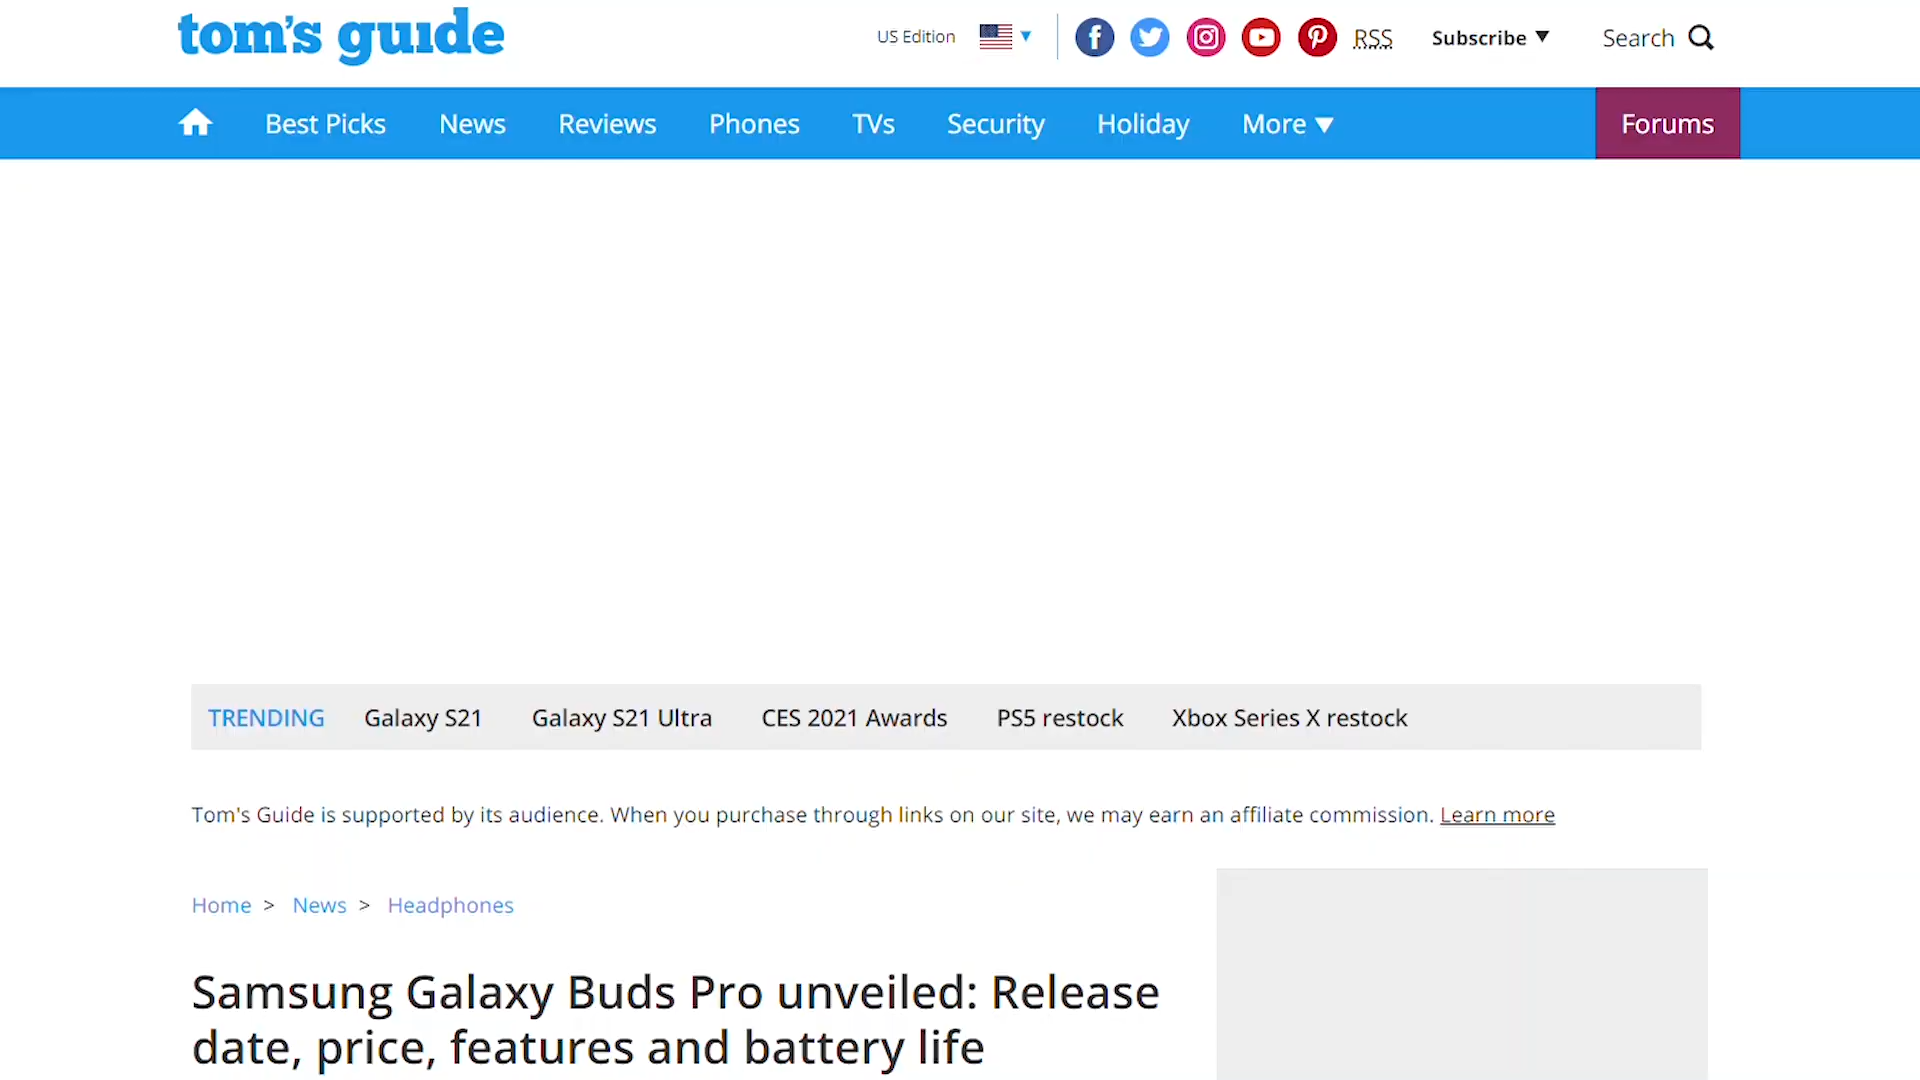 tom's guide
US Edition
RSS
Subscribe
Search
Best Picks
News
Reviews
Phones
TVs
Security
Holiday
More
Forums
TRENDING
Galaxy S21
Galaxy S21 Ultra
CES 2021 Awards
PS5 restock
Xbox Series X restock
Tom's Guide is supported by its audience. When you purchase through links on our site, we may earn an affiliate commission. Learn more
Home > News > Headphones
Samsung Galaxy Buds Pro unveiled: Release
date, price, features and battery life